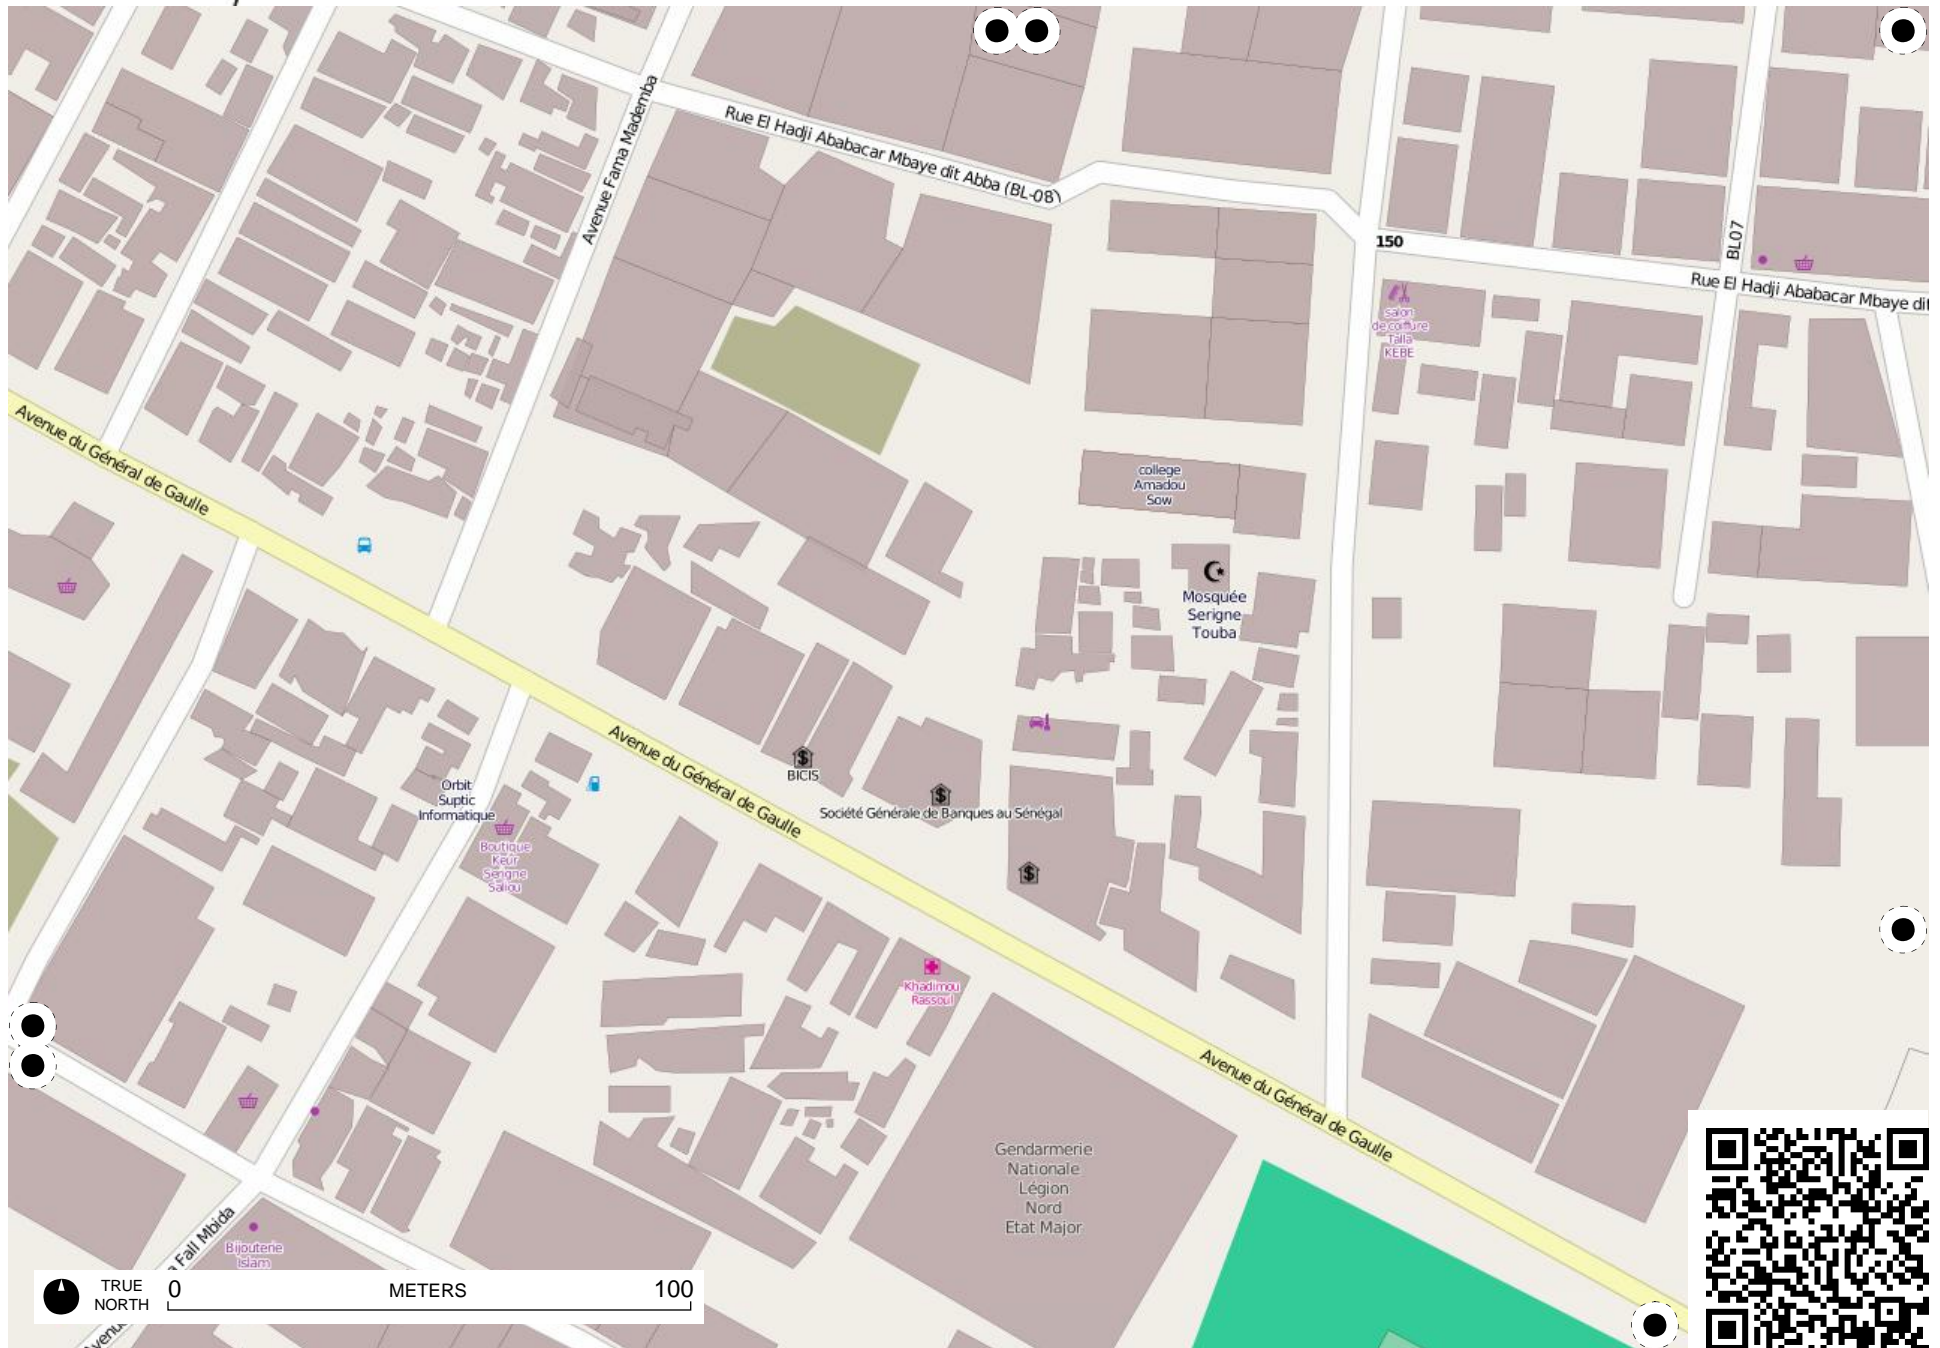 Avenue Fama Mademba
Rue El Hadji Ababacar Mbaye dit Abba (BL-08)
150
BL07
Rue El Hadji Ababacar Mbaye dit
salon
de coiffure
Talla
KEBE
Avenue du Général de Gaulle
college
Amadou
Sow
Mosquée
Serigne
Touba
Avenue du Général de Gaulle
BICIS
Société Générale de Banques au Sénégal
Orbit
Suptic
Informatique
Boutique
Keur
Serigne
Saliou
Khadimou
Rassoul
Avenue du Général de Gaulle
Gendarmerie
Nationale
Légion
Nord
Etat Major
Fall Mbida
Bijouterie
islam
TRUE
NORTH
0 METERS 100